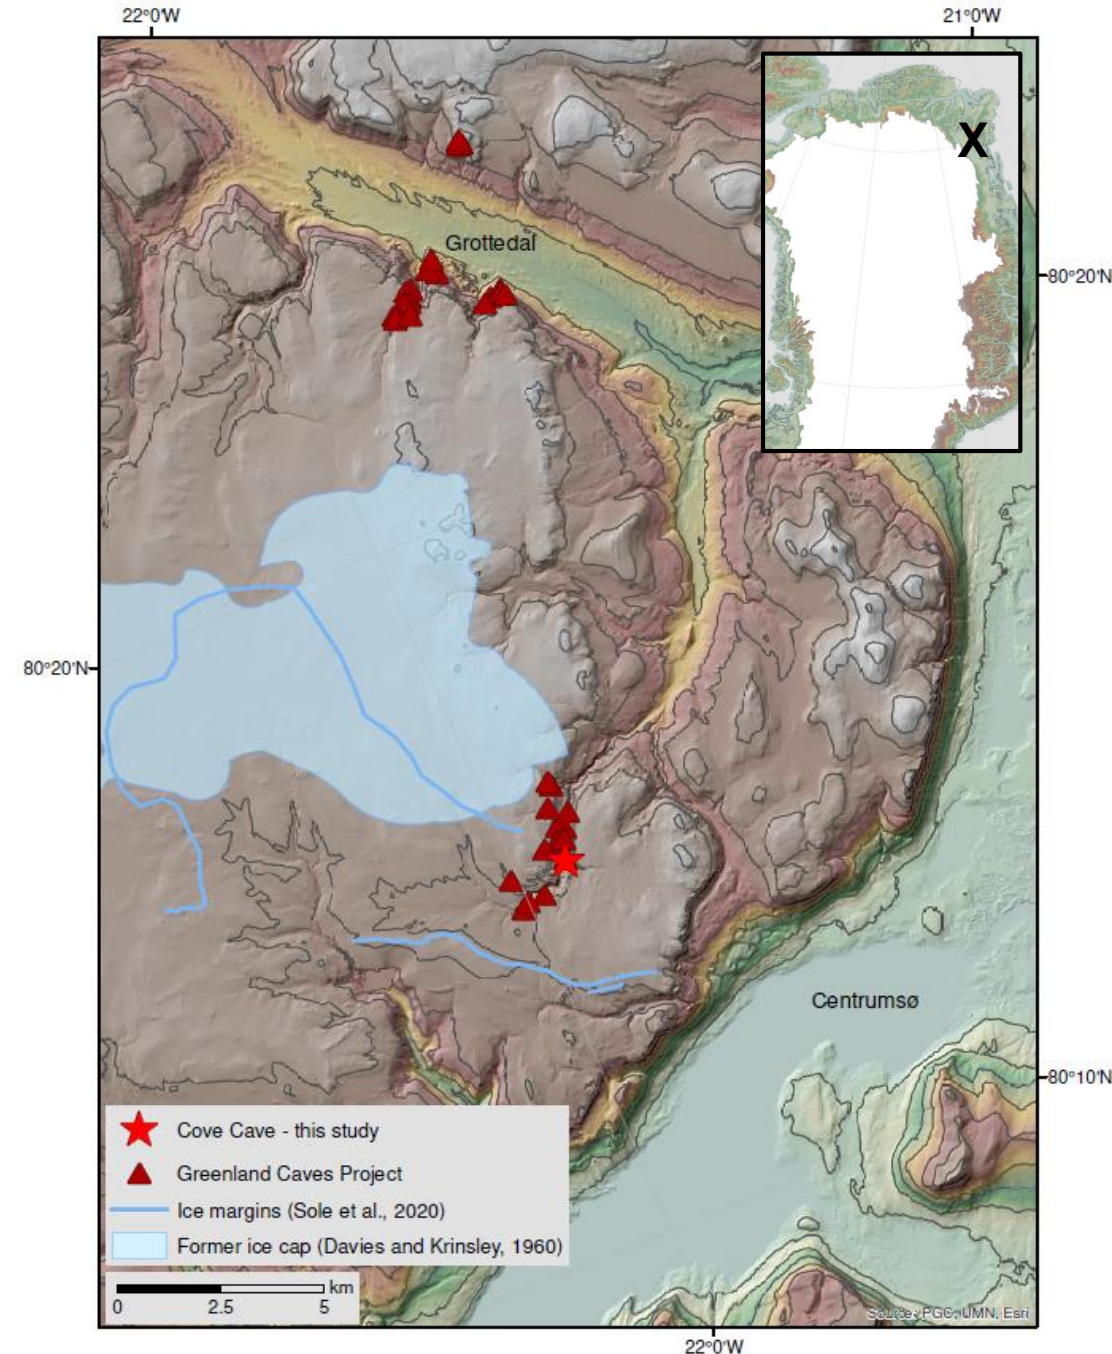 22°0'W
21°0'W
X
Grottedal
80°20'N
80°20'N
Centrumsø
80°10'N
Cove Cave - this study
Greenland Caves Project
Ice margins (Sole et al., 2020)
Former ice cap (Davies and Krinsley, 1960)
km
0
2.5
5
Source: PGC, UMN, Esri
22°0'W